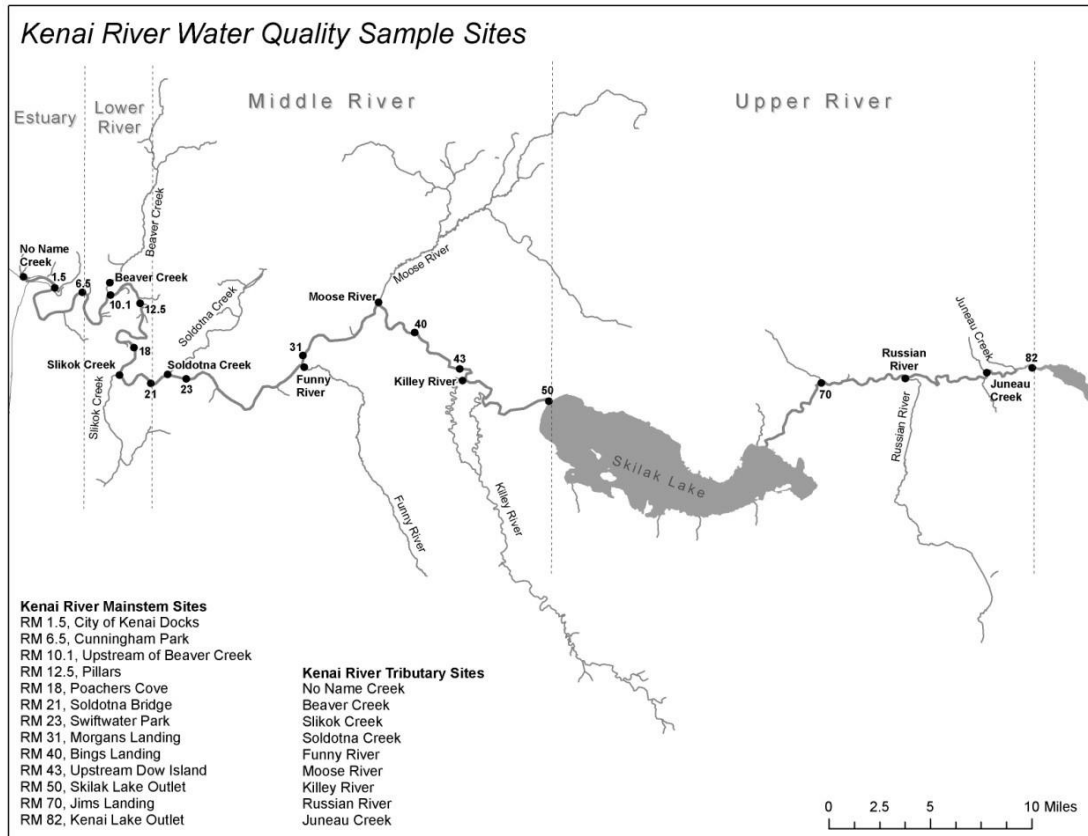 Kenai River Water Quality Sample Sites
Estuary
Lower
River
Middle River
Upper River
No Name
Creek
1.5
6.5
Beaver Creek
Beaver Creek
10.1
12.5
18
Slikok Creek
Slikok Creek
21
Soldotna Creek
Soldotna Creek
23
31
Funny
River
Funny River
Moose River
Moose River
40
43
Killey River
Killey River
50
Skilak Lake
70
Russian
River
Russian River
Juneau Creek
Juneau
Creek
82
Kenai River Mainstem Sites
RM 1.5, City of Kenai Docks
RM 6.5, Cunningham Park
RM 10.1, Upstream of Beaver Creek
RM 12.5, Pillars
RM 18, Poachers Cove
RM 21, Soldotna Bridge
RM 23, Swiftwater Park
RM 31, Morgans Landing
RM 40, Bings Landing
RM 43, Upstream Dow Island
RM 50, Skilak Lake Outlet
RM 70, Jims Landing
RM 82, Kenai Lake Outlet
Kenai River Tributary Sites
No Name Creek
Beaver Creek
Slikok Creek
Soldotna Creek
Funny River
Moose River
Killey River
Russian River
Juneau Creek
0 2.5 5 10 Miles